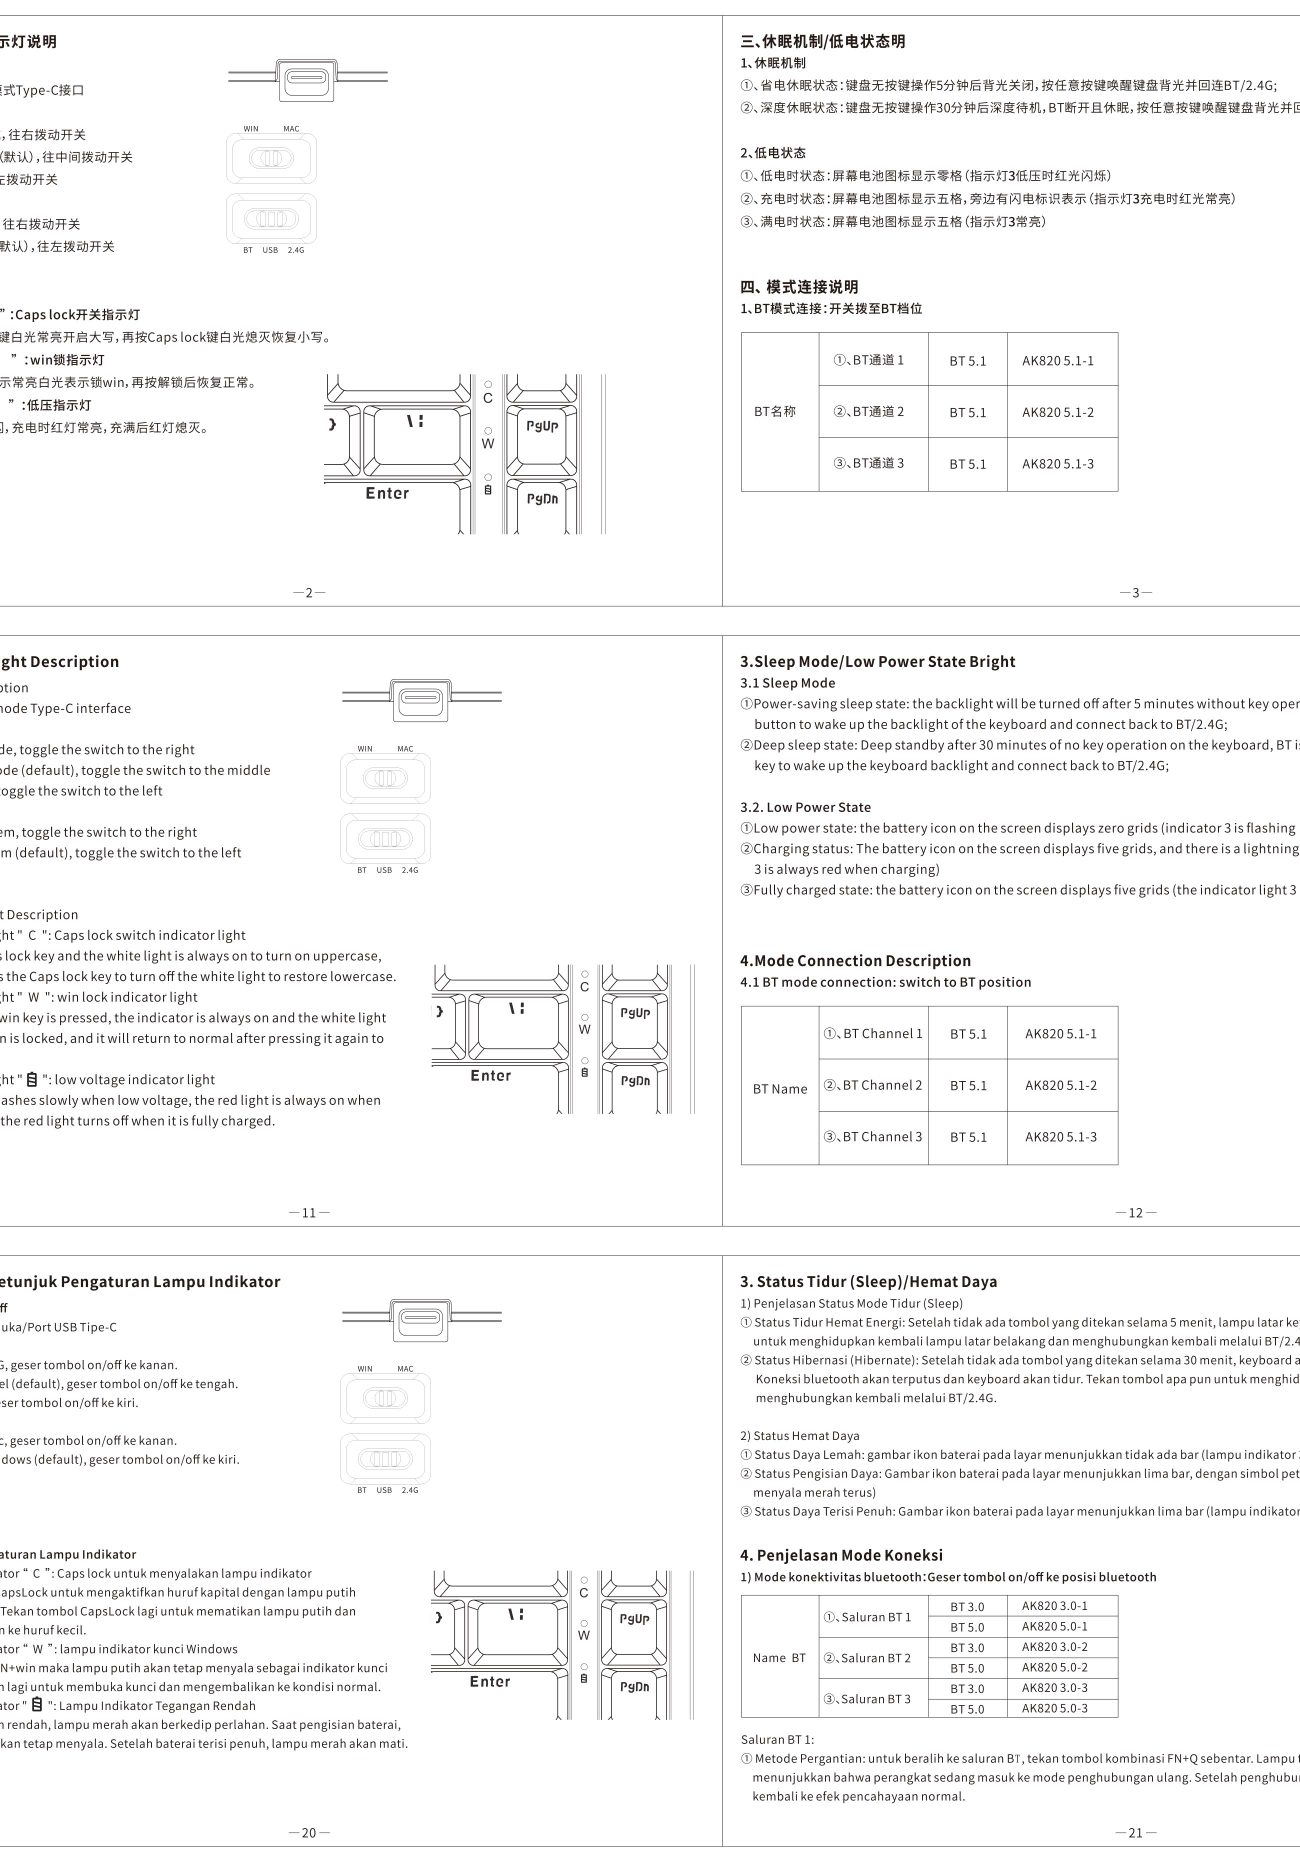 示灯说明
模式Type-C接口
WIN MAC
,往右拨动开关
(默认),往中间拨动开关
左拨动开关
往右拨动开关
默认),往左拨动开关
BT USB 2.4G
”:Caps lock开关指示灯
键白光常亮开启大写,再按Caps lock键白光熄灭恢复小写。
”:win锁指示灯
示常亮白光表示锁win,再按解锁后恢复正常。
”:低压指示灯
闪,充电时红灯常亮,充满后红灯熄灭。
C
} \ | PgUp
W
Enter PgDn
—2—
三、休眠机制/低电状态明
1、休眠机制
①、省电休眠状态:键盘无按键操作5分钟后背光关闭,按任意按键唤醒键盘背光并回连BT/2.4G;
②、深度休眠状态:键盘无按键操作30分钟后深度待机,BT断开且休眠,按任意按键唤醒键盘背光并回
2、低电状态
①、低电时状态:屏幕电池图标显示零格(指示灯3低压时红光闪烁)
②、充电时状态:屏幕电池图标显示五格,旁边有闪电标识表示(指示灯3充电时红光常亮)
③、满电时状态:屏幕电池图标显示五格(指示灯3常亮)
四、模式连接说明
1、BT模式连接:开关拨至BT档位
①、BT通道 1 BT 5.1 AK820 5.1-1
BT名称 ②、BT通道 2 BT 5.1 AK820 5.1-2
③、BT通道 3 BT 5.1 AK820 5.1-3
—3—
ght Description
ption
mode Type-C interface
WIN MAC
de, toggle the switch to the right
ode (default), toggle the switch to the middle
toggle the switch to the left
em, toggle the switch to the right
m (default), toggle the switch to the left
BT USB 2.4G
t Description
ght " C ": Caps lock switch indicator light
s lock key and the white light is always on to turn on uppercase,
s the Caps lock key to turn off the white light to restore lowercase.
ght " W ": win lock indicator light
win key is pressed, the indicator is always on and the white light
n is locked, and it will return to normal after pressing it again to
ght " ": low voltage indicator light
lashes slowly when low voltage, the red light is always on when
the red light turns off when it is fully charged.
C
} \ | PgUp
W
Enter PgDn
—11—
3.Sleep Mode/Low Power State Bright
3.1 Sleep Mode
①Power-saving sleep state: the backlight will be turned off after 5 minutes without key oper
button to wake up the backlight of the keyboard and connect back to BT/2.4G;
②Deep sleep state: Deep standby after 30 minutes of no key operation on the keyboard, BT is
key to wake up the keyboard backlight and connect back to BT/2.4G;
3.2. Low Power State
①Low power state: the battery icon on the screen displays zero grids (indicator 3 is flashing
②Charging status: The battery icon on the screen displays five grids, and there is a lightning
3 is always red when charging)
③Fully charged state: the battery icon on the screen displays five grids (the indicator light 3
4.Mode Connection Description
4.1 BT mode connection: switch to BT position
①、BT Channel 1 BT 5.1 AK820 5.1-1
BT Name ②、BT Channel 2 BT 5.1 AK820 5.1-2
③、BT Channel 3 BT 5.1 AK820 5.1-3
—12—
etunjuk Pengaturan Lampu Indikator
ff
uka/Port USB Tipe-C
WIN MAC
G, geser tombol on/off ke kanan.
el (default), geser tombol on/off ke tengah.
eser tombol on/off ke kiri.
c, geser tombol on/off ke kanan.
dows (default), geser tombol on/off ke kiri.
BT USB 2.4G
aturan Lampu Indikator
ator “ C ”: Caps lock untuk menyalakan lampu indikator
CapsLock untuk mengaktifkan huruf kapital dengan lampu putih
Tekan tombol CapsLock lagi untuk mematikan lampu putih dan
n ke huruf kecil.
ator “ W ”: lampu indikator kunci Windows
N+win maka lampu putih akan tetap menyala sebagai indikator kunci
n lagi untuk membuka kunci dan mengembalikan ke kondisi normal.
ator " ": Lampu Indikator Tegangan Rendah
n rendah, lampu merah akan berkedip perlahan. Saat pengisian baterai,
kan tetap menyala. Setelah baterai terisi penuh, lampu merah akan mati.
C
} \ | PgUp
W
Enter PgDn
—20—
3. Status Tidur (Sleep)/Hemat Daya
1) Penjelasan Status Mode Tidur (Sleep)
① Status Tidur Hemat Energi: Setelah tidak ada tombol yang ditekan selama 5 menit, lampu latar ke
untuk menghidupkan kembali lampu latar belakang dan menghubungkan kembali melalui BT/2.4
② Status Hibernasi (Hibernate): Setelah tidak ada tombol yang ditekan selama 30 menit, keyboard a
Koneksi bluetooth akan terputus dan keyboard akan tidur. Tekan tombol apa pun untuk menghid
menghubungkan kembali melalui BT/2.4G.
2) Status Hemat Daya
① Status Daya Lemah: gambar ikon baterai pada layar menunjukkan tidak ada bar (lampu indikator
② Status Pengisian Daya: Gambar ikon baterai pada layar menunjukkan lima bar, dengan simbol pet
menyala merah terus)
③ Status Daya Terisi Penuh: Gambar ikon baterai pada layar menunjukkan lima bar (lampu indikator
4. Penjelasan Mode Koneksi
1) Mode konektivitas bluetooth:Geser tombol on/off ke posisi bluetooth
①、Saluran BT 1 BT 3.0 AK820 3.0-1
BT 5.0 AK820 5.0-1
Name BT ②、Saluran BT 2 BT 3.0 AK820 3.0-2
BT 5.0 AK820 5.0-2
③、Saluran BT 3 BT 3.0 AK820 3.0-3
BT 5.0 AK820 5.0-3
Saluran BT 1:
① Metode Pergantian: untuk beralih ke saluran BT, tekan tombol kombinasi FN+Q sebentar. Lampu t
menunjukkan bahwa perangkat sedang masuk ke mode penghubungan ulang. Setelah penghubun
kembali ke efek pencahayaan normal.
—21—